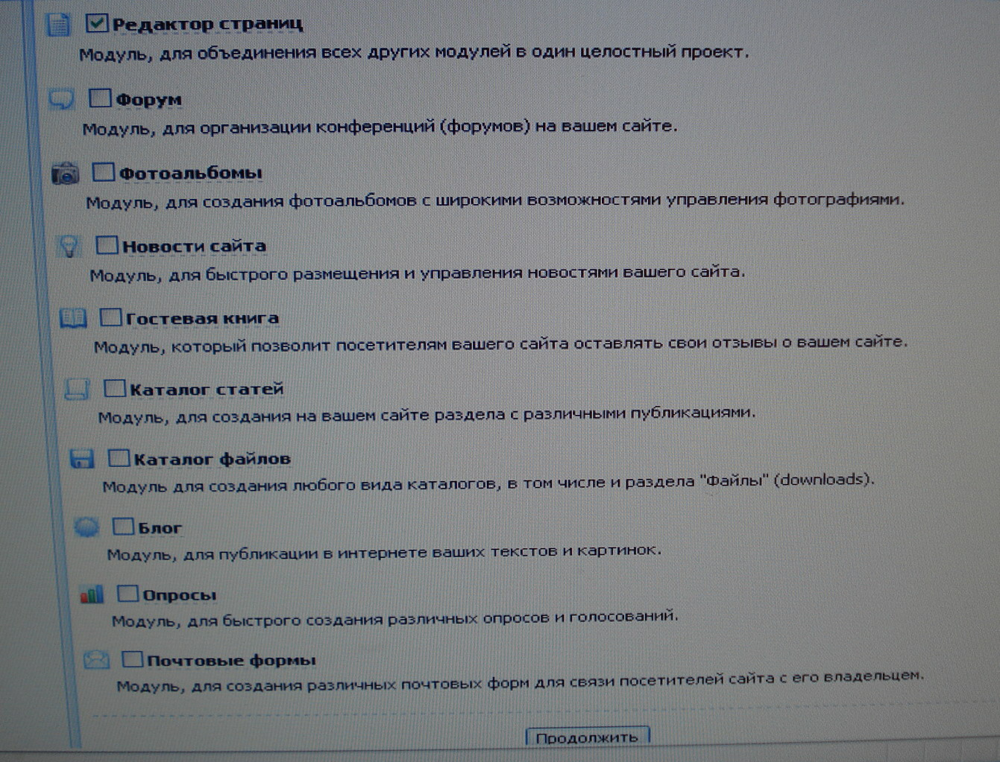 Редактор страниц
Модуль, для объединения всех других модулей в один целостный проект.
Форум
Модуль, для организации конференций (форумов) на вашем сайте.
Фотоальбомы
Модуль, для создания фотоальбомов с широкими возможностями управления фотографиями.
Новости сайта
Модуль, для быстрого размещения и управления новостями вашего сайта.
Гостевая книга
Модуль, который позволит посетителям вашего сайта оставлять свои отзывы о вашем сайте.
Каталог статей
Модуль, для создания на вашем сайте раздела с различными публикациями.
Каталог файлов
Модуль для создания любого вида каталогов, в том числе и раздела "Файлы" (downloads).
Блог
Модуль, для публикации в интернете ваших текстов и картинок.
Опросы
Модуль, для быстрого создания различных опросов и голосований.
Почтовые формы
Модуль, для создания различных почтовых форм для связи посетителей сайта с его владельцем.
Продолжить